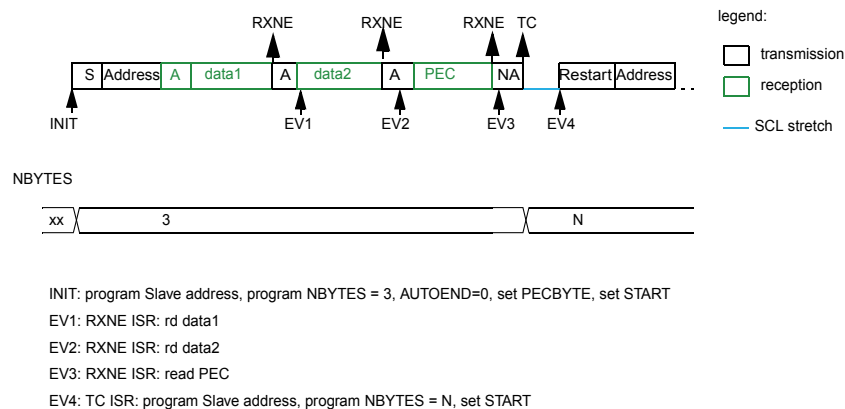 legend:
RXNE RXNE RXNE TC
transmission
S Address A data1 A data2 A PEC NA Restart Address
reception
INIT EV1 EV2 EV3 EV4
SCL stretch
NBYTES
xx 3 N
INIT: program Slave address, program NBYTES = 3, AUTOEND=0, set PECBYTE, set START
EV1: RXNE ISR: rd data1
EV2: RXNE ISR: rd data2
EV3: RXNE ISR: read PEC
EV4: TC ISR: program Slave address, program NBYTES = N, set START